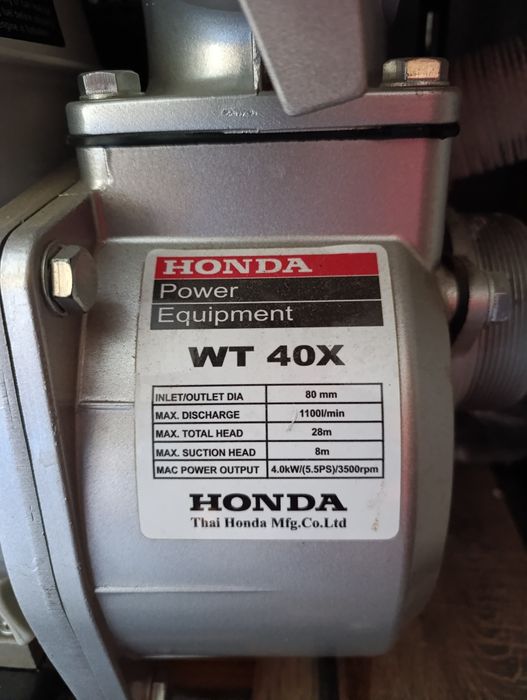 HONDA
Power
Equipment
WT 40X
INLET/OUTLET DIA 80 mm
MAX. DISCHARGE 1100l/min
MAX. TOTAL HEAD 28m
MAX. SUCTION HEAD 8m
MAC POWER OUTPUT 4.0kW/(5.5PS)/3500rpm
HONDA
Thai Honda Mfg.Co.Ltd